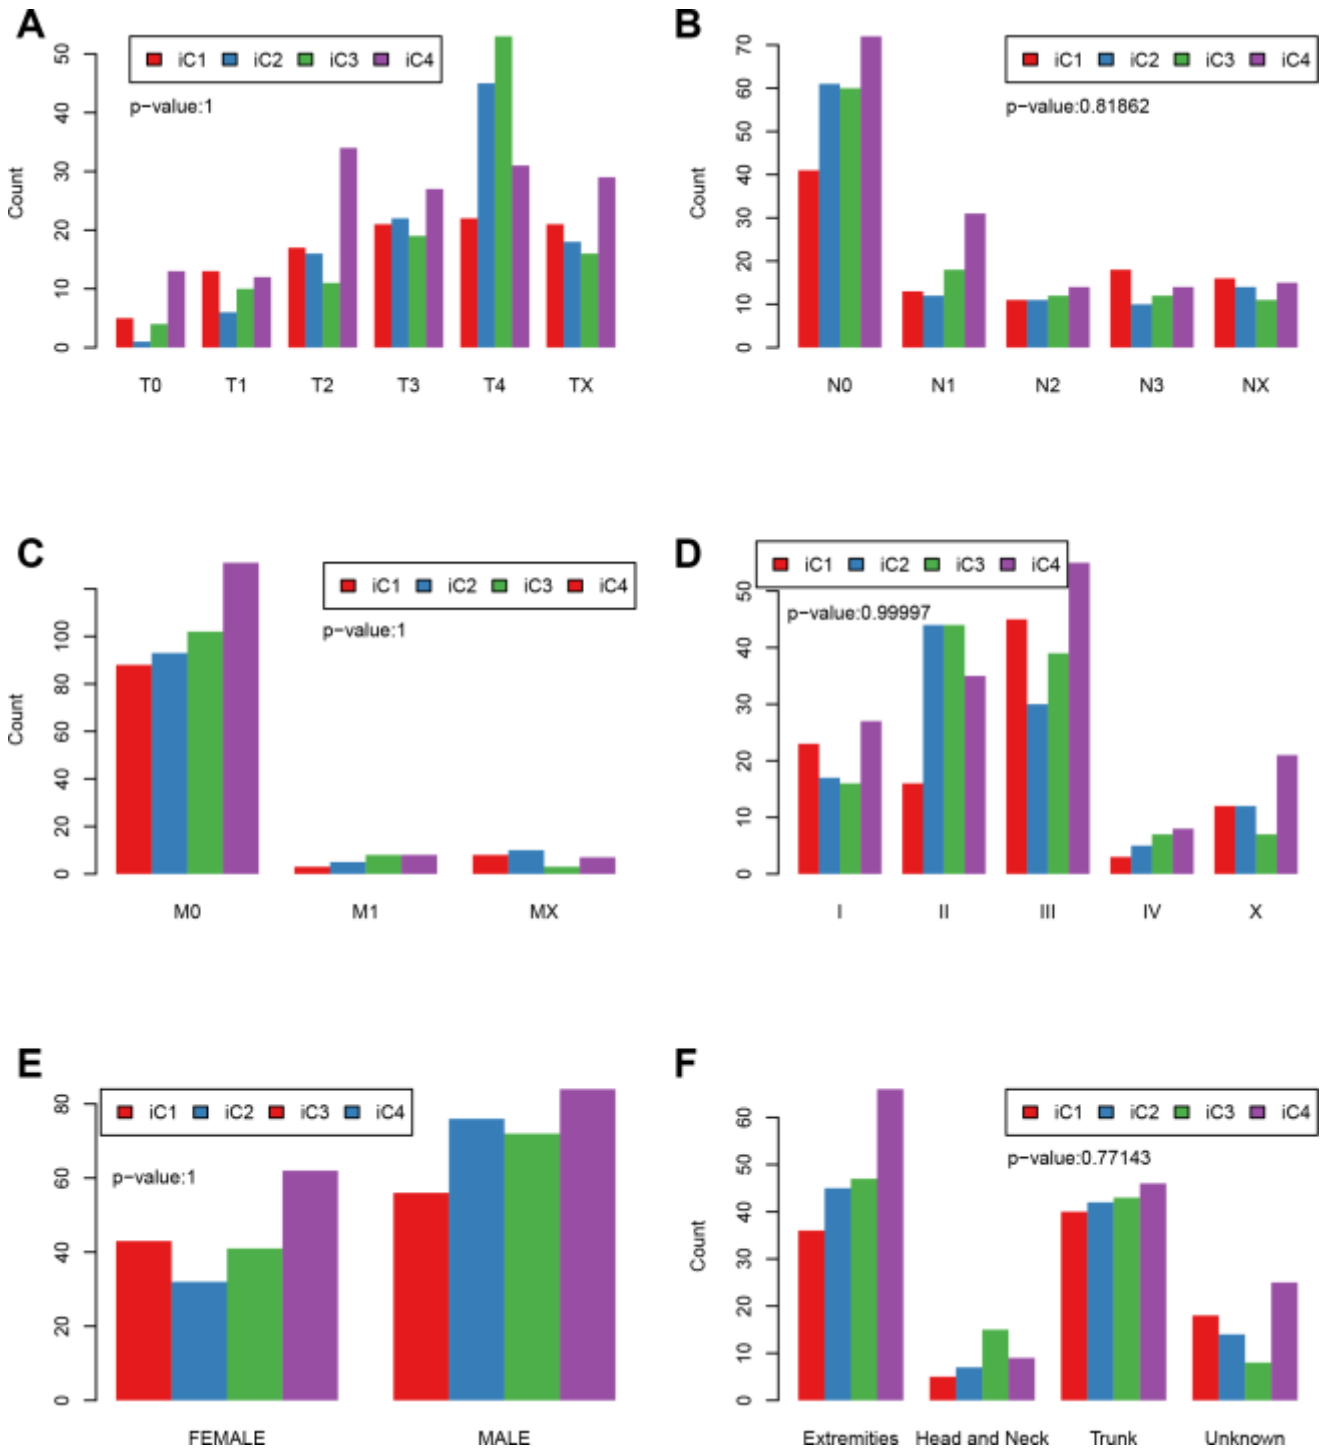 A
iC1 iC2 iC3 iC4
p-value:1
Count
0 10 20 30 40 50
T0 T1 T2 T3 T4 TX
B
iC1 iC2 iC3 iC4
p-value:0.81862
Count
0 10 20 30 40 50 60 70
N0 N1 N2 N3 NX
C
iC1 iC2 iC3 iC4
p-value:1
Count
0 20 40 60 80 100
M0 M1 MX
D
iC1 iC2 iC3 iC4
p-value:0.99997
0 10 20 30 40 50
I II III IV X
E
iC1 iC2 iC3 iC4
p-value:1
0 20 40 60 80
FEMALE MALE
F
iC1 iC2 iC3 iC4
p-value:0.77143
Count
0 10 20 30 40 50 60
Extremities Head and Neck Trunk Unknown